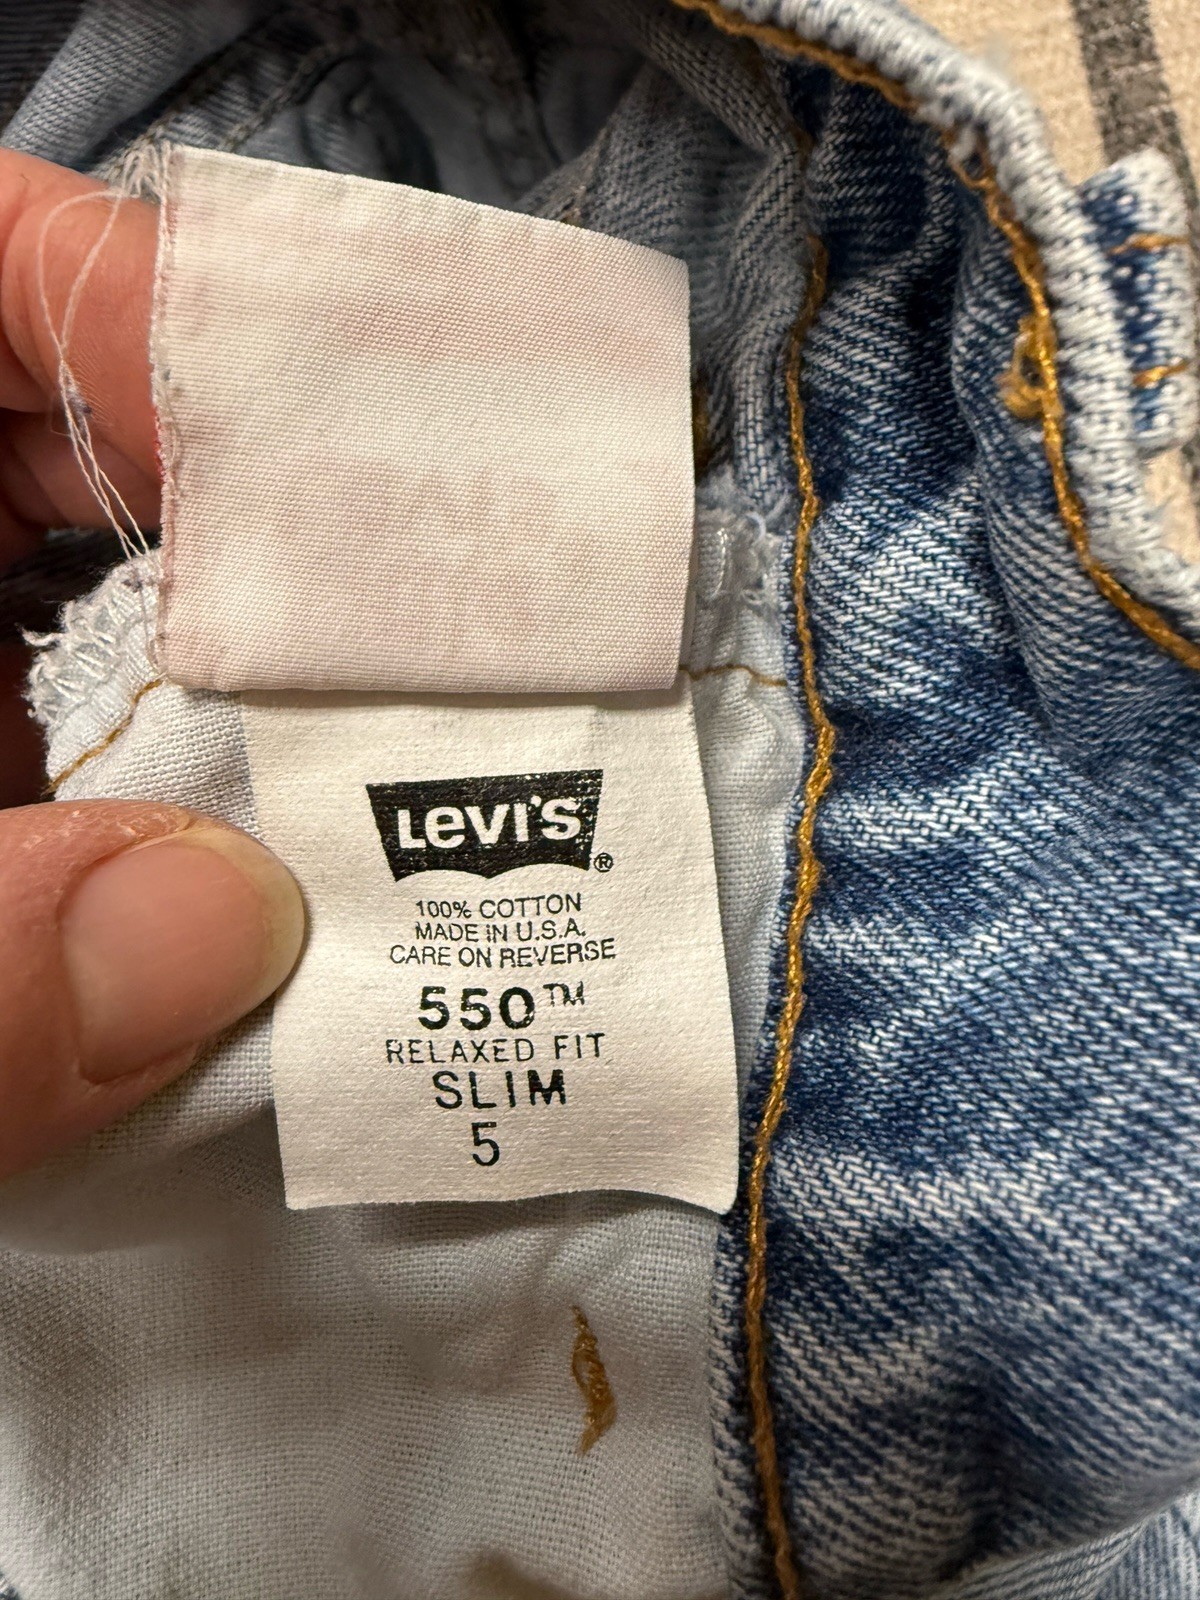 LEVI'S®
100% COTTON
MADE IN U.S.A.
CARE ON REVERSE
550™
RELAXED FIT
SLIM
5